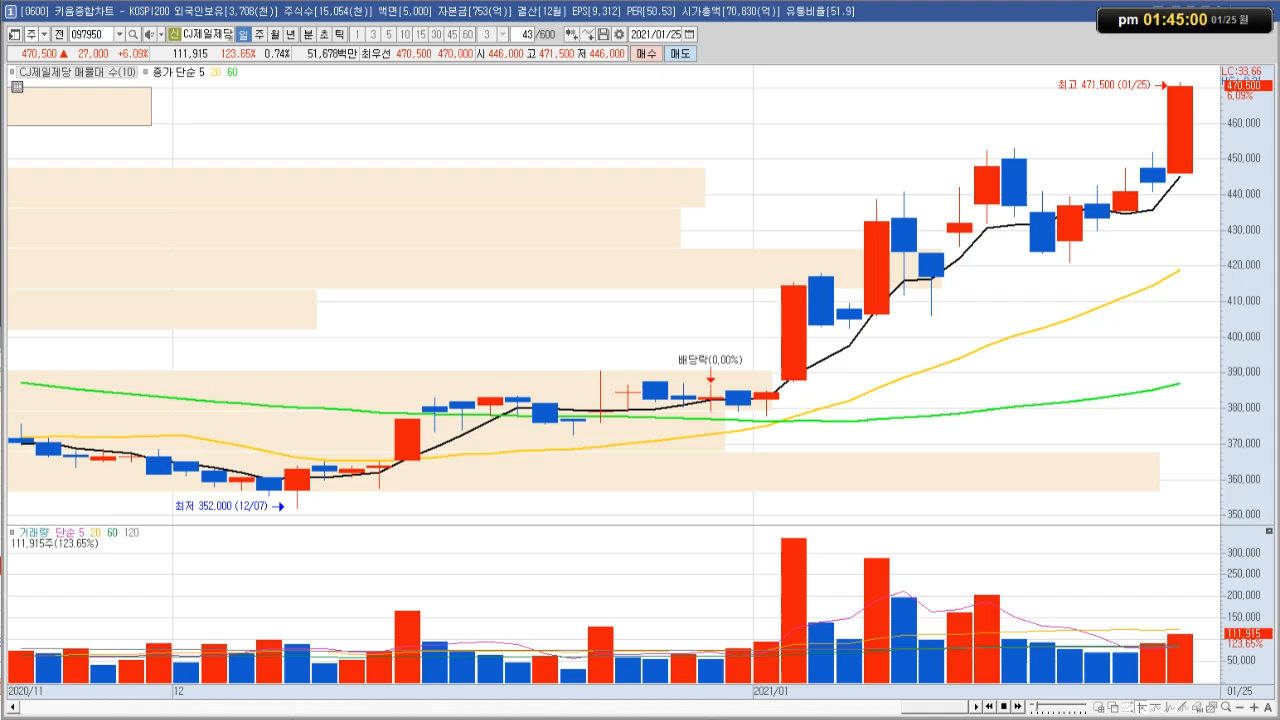 [0600] 키움종합차트 - KOSPI200 외국인보유[3,708(천)] 주식수[15,054(천)] 액면[5,000] 자본금[753(억)] 결산[12월] EPS[9,312] PER[50.53] 시가총액[70,830(억)] 유통비율[51.9]
pm 01:45:00 01/25 월
주 전 097950 신 CJ제일제당 일 주 월 년 분 초 틱 1 3 5 10 15 30 45 60 3 43 /600 2021/01/25
470,500 ▲ 27,000 +6.09% 111,915 123.65% 0.74% 51,678백만 최우선 470,500 470,000 시 446,000 고 471,500 저 446,000 매수 매도
CJ제일제당 매물대 수(10) 종가 단순 5 20 60
LC:33.66
최고 471,500 (01/25)
470,500
6.09%
460,000
450,000
440,000
430,000
420,000
410,000
400,000
배당락(0,00%)
390,000
380,000
370,000
360,000
최저 352,000 (12/07)
350,000
거래량 단순 5 20 60 120
111,915주(123.65%)
300,000
250,000
200,000
150,000
111,915
123.65%
50,000
2020/11 12 2021/01 01/25